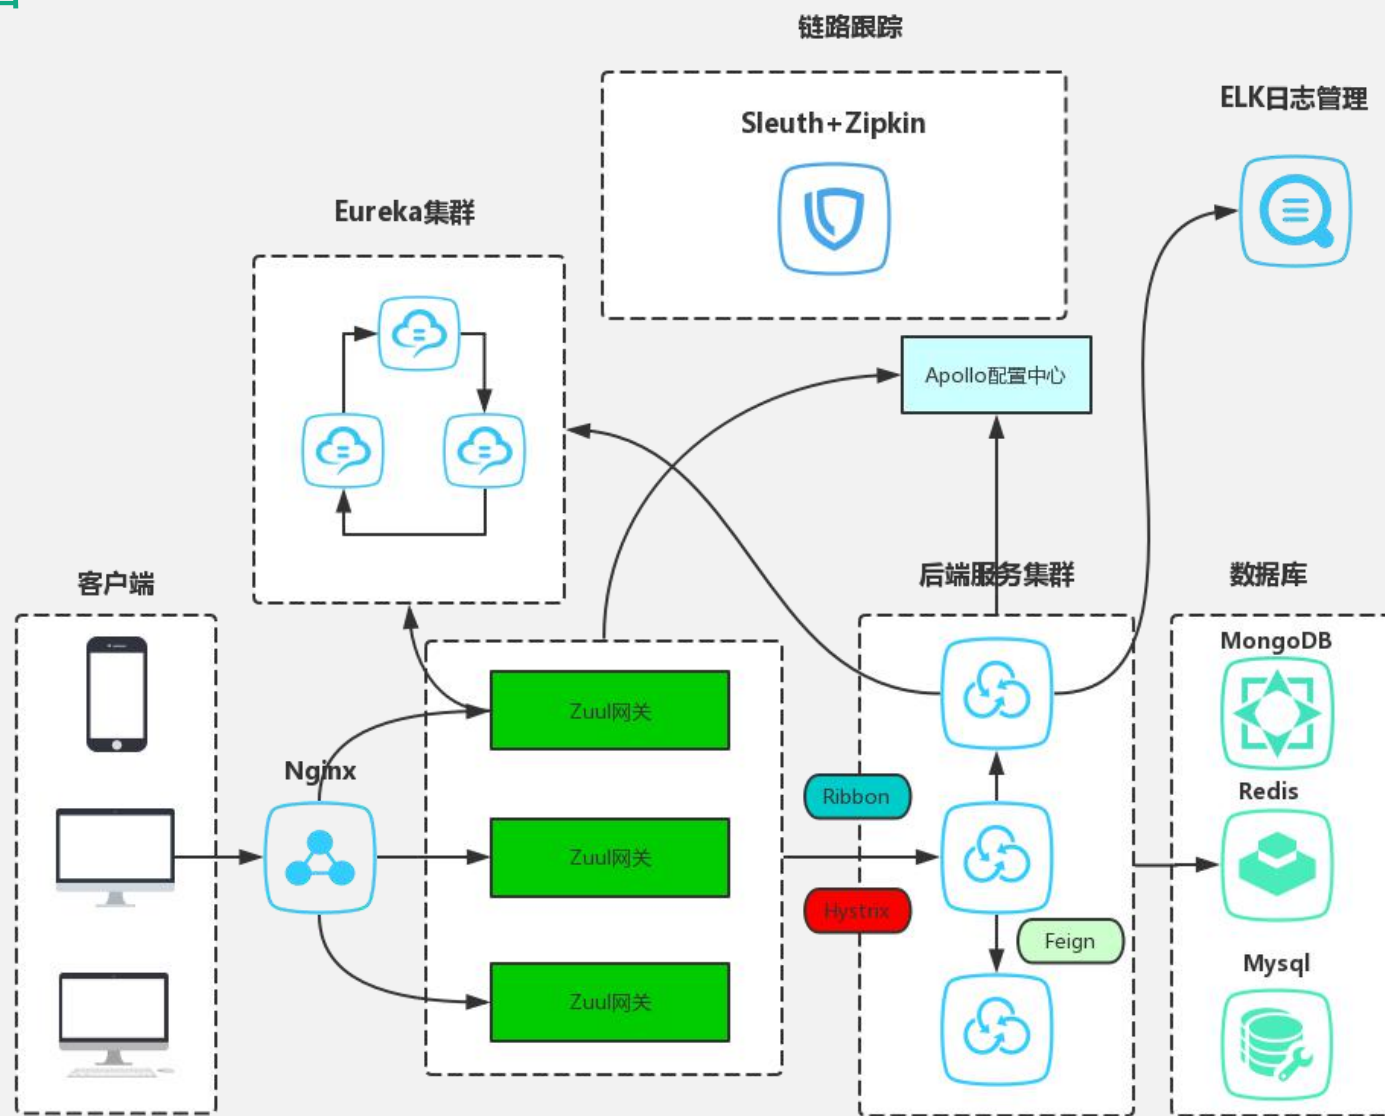 链路跟踪
ELK日志管理
Sleuth+Zipkin
Eureka集群
Apollo配置中心
客户端
后端服务集群
数据库
MongoDB
Zuul网关
Nginx
Ribbon
Redis
Zuul网关
Hystrix
Feign
Mysql
Zuul网关